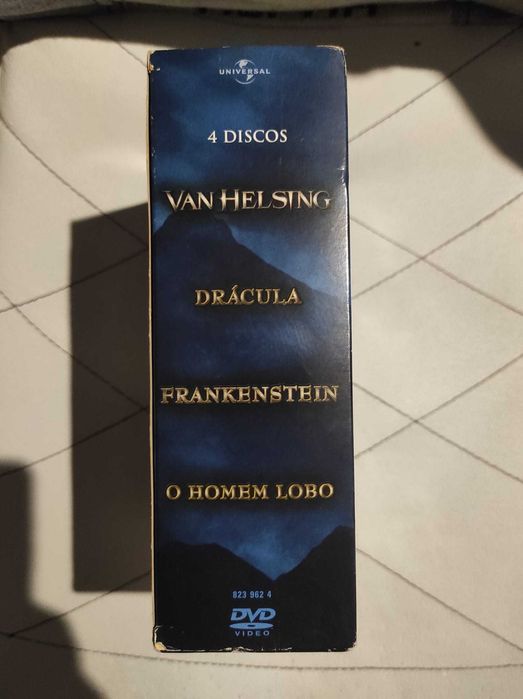 UNIVERSAL
4 DISCOS
VAN HELSING
DRÁCULA
FRANKENSTEIN
O HOMEM LOBO
823 962 4
DVD
VIDEO